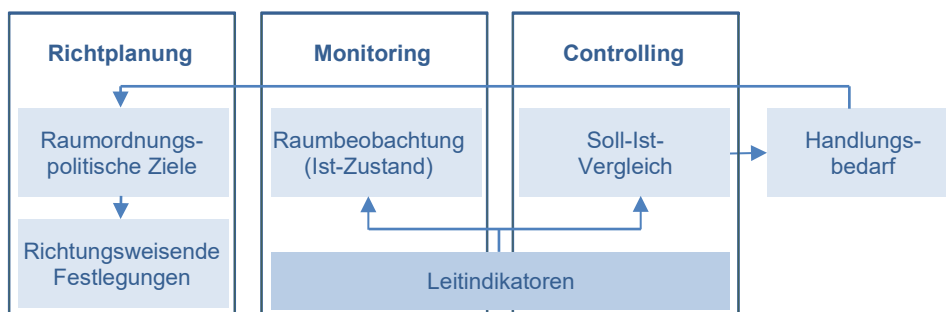 Richtplanung
Monitoring
Controlling
Raumordnungs-
politische Ziele
Raumbeobachtung
(Ist-Zustand)
Soll-Ist-
Vergleich
Handlungs-
bedarf
Richtungsweisende
Festlegungen
Leitindikatoren